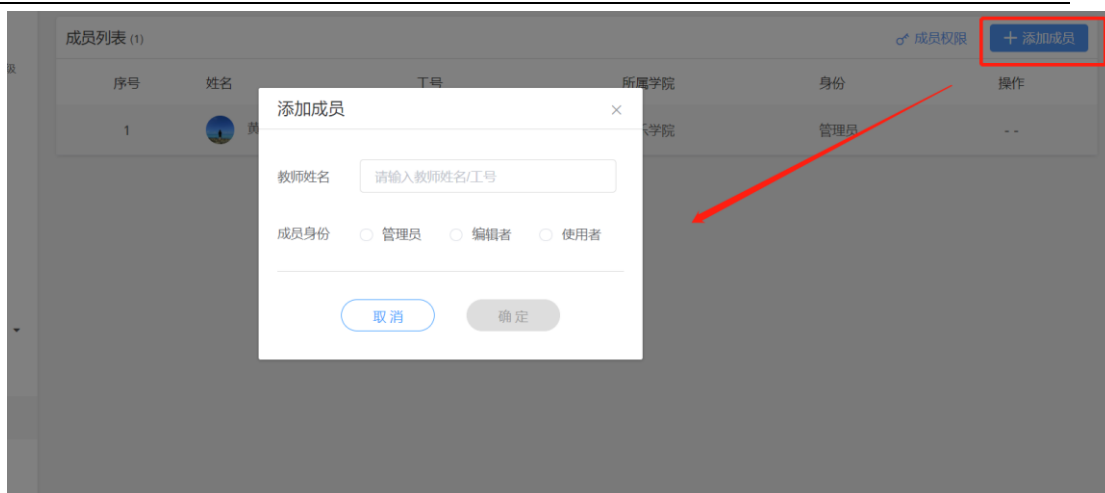 成员列表 (1) 成员权限 添加成员
级
序号 姓名 工号 所属学院 身份 操作
添加成员
1 黄 学院 管理员 - -
教师姓名 请输入教师姓名/工号
成员身份 管理员 编辑者 使用者
取消 确定